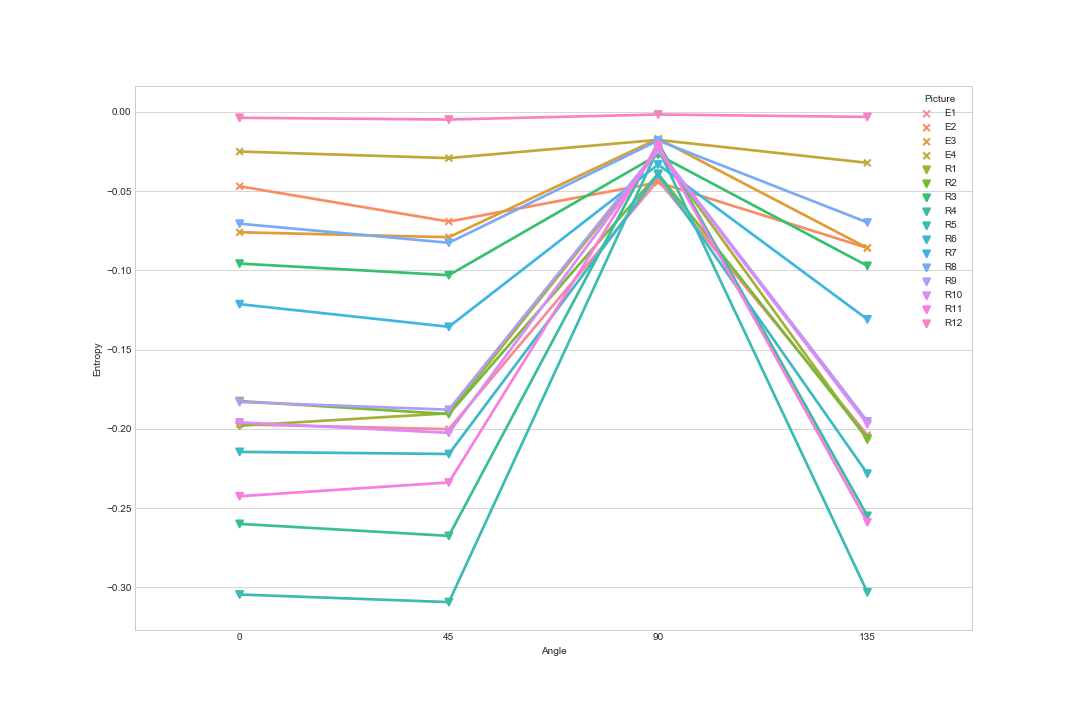 Picture
E1
E2
E3
E4
R1
R2
R3
R4
R5
R6
R7
R8
R9
R10
R11
R12
0.00
−0.05
−0.10
−0.15
−0.20
−0.25
−0.30
Entropy
0 45 90 135
Angle